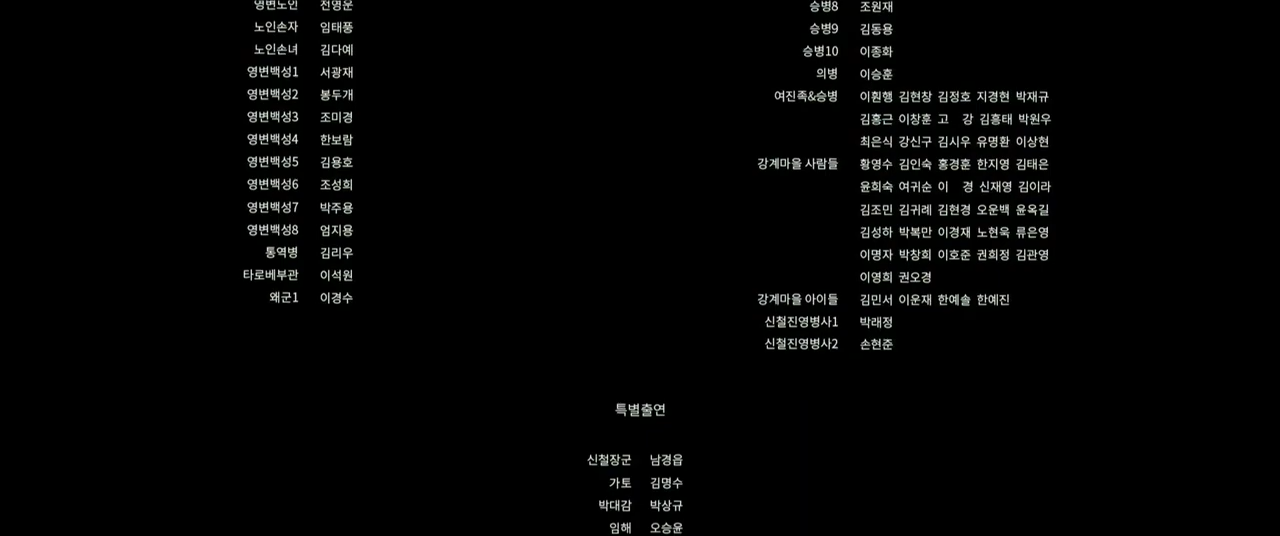 영변노인 전영운
노인손자 임태풍
노인손녀 김다예
영변백성1 서광재
영변백성2 봉두개
영변백성3 조미경
영변백성4 한보람
영변백성5 김용호
영변백성6 조성희
영변백성7 박주용
영변백성8 엄지용
통역병 김리우
타로베부관 이석원
왜군1 이경수
승병8 조원재
승병9 김동용
승병10 이종화
의병 이승훈
여진족&승병 이훤행 김현창 김정호 지경현 박재규
김홍근 이창훈 고 강 김흥태 박원우
최은식 강신구 김시우 유명환 이상현
강계마을 사람들 황영수 김인숙 홍경훈 한지영 김태은
윤희숙 여귀순 이 경 신재영 김이라
김조민 김귀례 김현경 오운백 윤옥길
김성하 박복만 이경재 노현욱 류은영
이명자 박창희 이호준 권희정 김관영
이영희 권오경
강계마을 아이들 김민서 이운재 한예솔 한예진
신철진영병사1 박래정
신철진영병사2 손현준
특별출연
신철장군 남경읍
가토 김명수
박대감 박상규
임해 오승윤